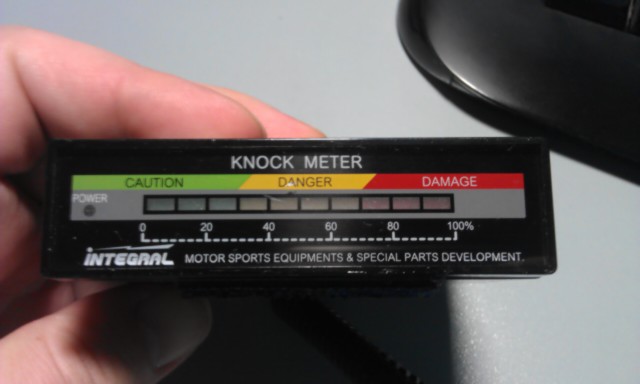 KNOCK METER
CAUTION DANGER DAMAGE
POWER
0 20 40 60 80 100%
INTEGRAL MOTOR SPORTS EQUIPMENTS & SPECIAL PARTS DEVELOPMENT.